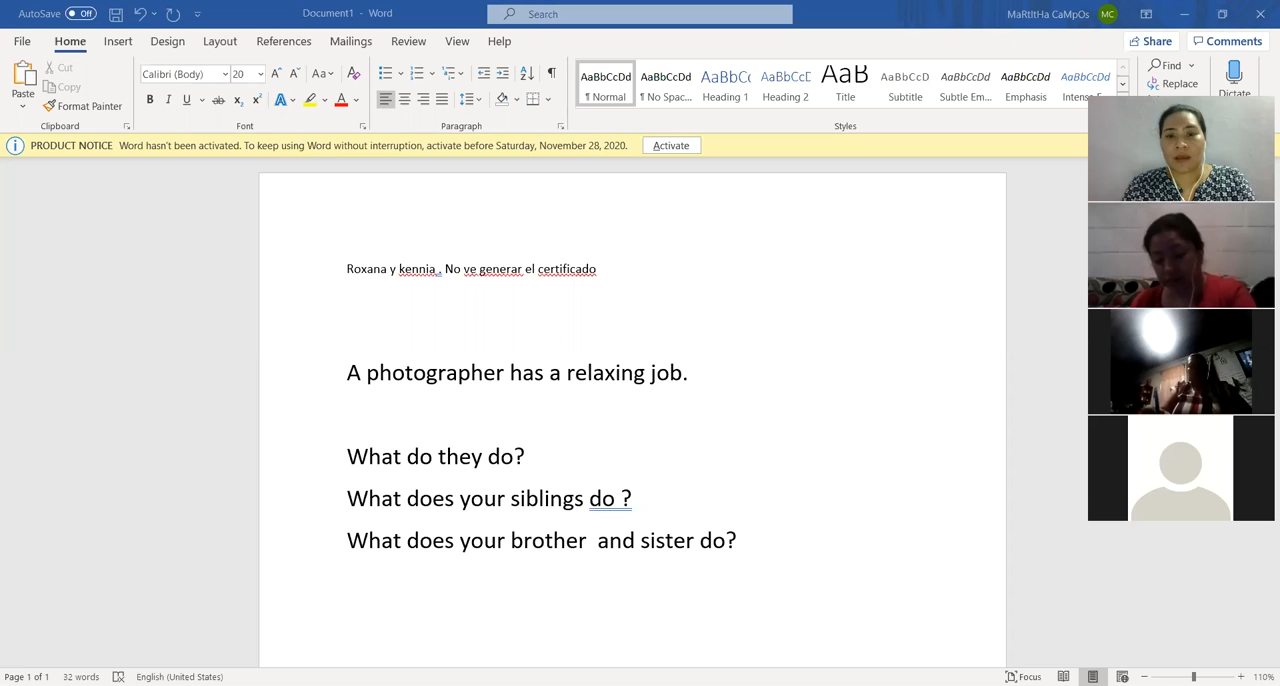 AutoSave Off Document1 - Word Search MaRtItHa CaMpOs MC
File Home Insert Design Layout References Mailings Review View Help Share Comments
Paste Cut Copy Format Painter
Calibri (Body) 20 Aa
B I U ab x₂ x² A A
AaBbCcDd ¶ Normal
AaBbCcDd ¶ No Spac...
AaBbCc Heading 1
AaBbCcE Heading 2
AaB Title
AaBbCcD Subtitle
AaBbCcDd Subtle Em...
AaBbCcDd Emphasis
AaBbCcDd
Find
Replace
Dictate
Clipboard Font Paragraph Styles
PRODUCT NOTICE Word hasn't been activated. To keep using Word without interruption, activate before Saturday, November 28, 2020. Activate
Roxana y kennia , No ve generar el certificado
A photographer has a relaxing job.
What do they do?
What does your siblings do ?
What does your brother  and sister do?
Page 1 of 1 32 words English (United States) Focus 110%